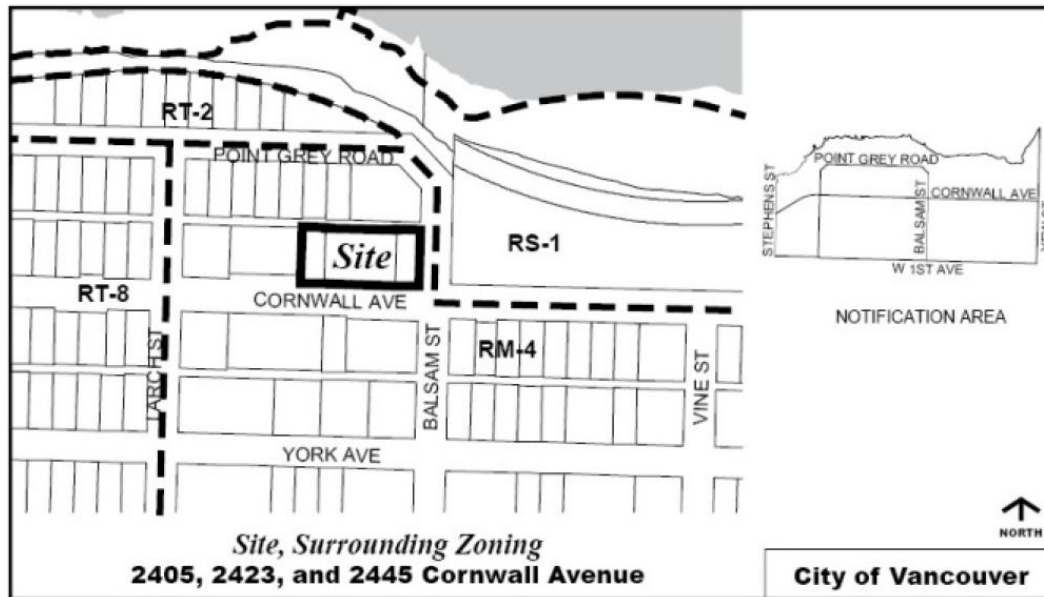 RT-2
POINT GREY ROAD
Site
RS-1
RT-8
CORNWALL AVE
LARCH ST
BALSAM ST
RM-4
VINE ST
YORK AVE
Site, Surrounding Zoning
2405, 2423, and 2445 Cornwall Avenue
POINT GREY ROAD
STEPHENS ST
BALSAM ST
CORNWALL AVE
W 1ST AVE
NOTIFICATION AREA
NORTH
City of Vancouver